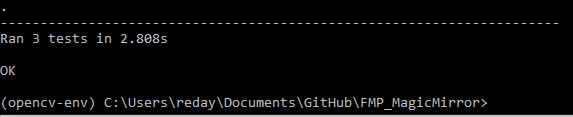 .
----------------------------------------------------------------------
Ran 3 tests in 2.808s
OK
(opencv-env) C:\Users\reday\Documents\GitHub\FMP_MagicMirror>